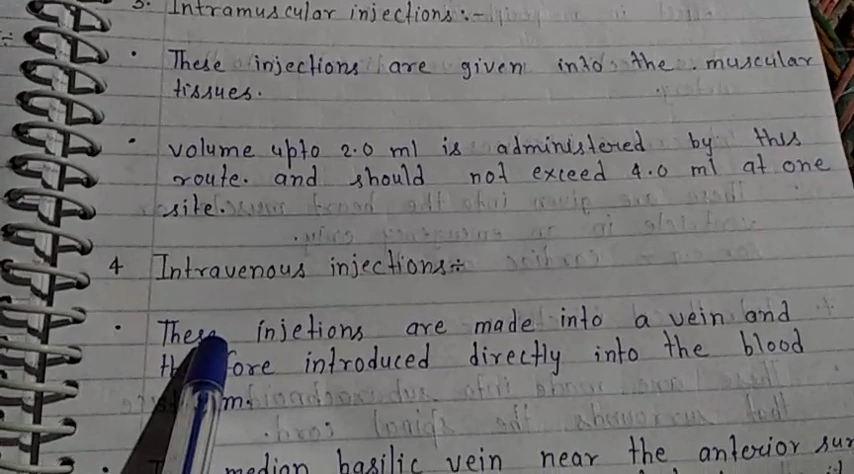 3. Intramuscular injections:-
• These injections are given into the muscular
tissues.
• volume upto 2.0 ml is administered by this
route. and should not exceed 4.0 ml at one
site.
4 Intravenous injections÷
• These injetions are made into a vein and
introduced directly into the blood
median basilic vein near the anterior sur